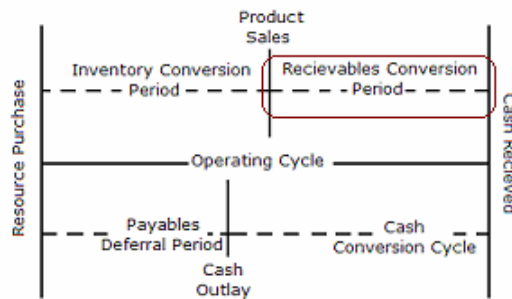 Product
Sales
Inventory Conversion
Period
Recievables Conversion
Period
Resource Purchase
Cash Recieved
Operating Cycle
Payables
Deferral Period
Cash
Conversion Cycle
Cash
Outlay